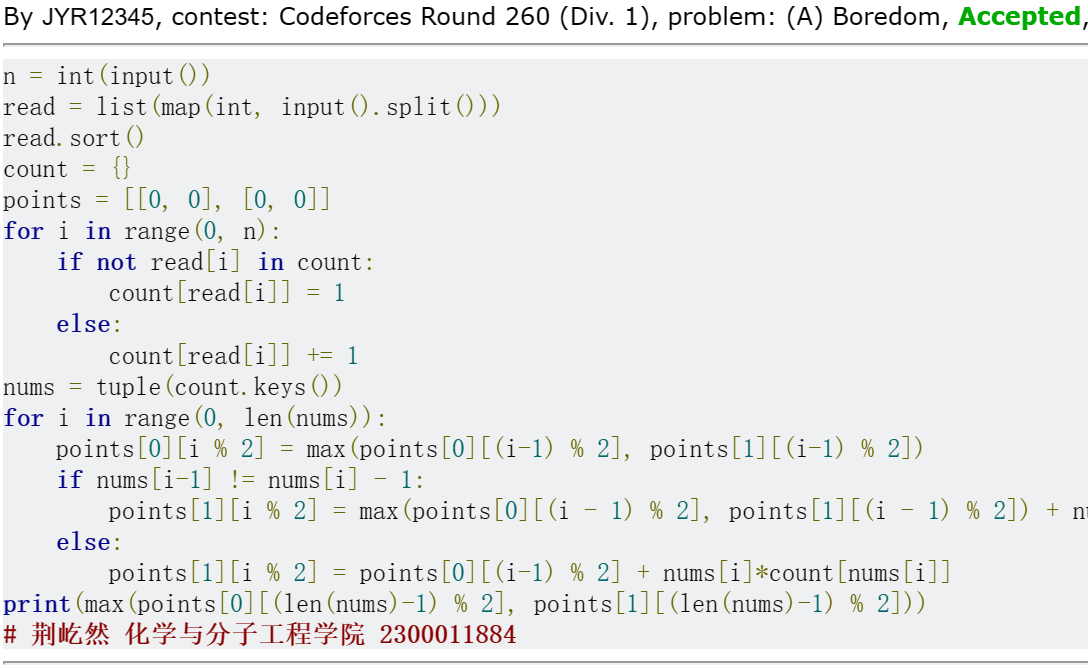 By JYR12345, contest: Codeforces Round 260 (Div. 1), problem: (A) Boredom, Accepted,
n = int(input())
read = list(map(int, input().split()))
read.sort()
count = {}
points = [[0, 0], [0, 0]]
for i in range(0, n):
    if not read[i] in count:
        count[read[i]] = 1
    else:
        count[read[i]] += 1
nums = tuple(count.keys())
for i in range(0, len(nums)):
    points[0][i % 2] = max(points[0][(i-1) % 2], points[1][(i-1) % 2])
    if nums[i-1] != nums[i] - 1:
        points[1][i % 2] = max(points[0][(i - 1) % 2], points[1][(i - 1) % 2]) +
    else:
        points[1][i % 2] = points[0][(i-1) % 2] + nums[i]*count[nums[i]]
print(max(points[0][(len(nums)-1) % 2], points[1][(len(nums)-1) % 2]))
# 荆屹然 化学与分子工程学院 2300011884